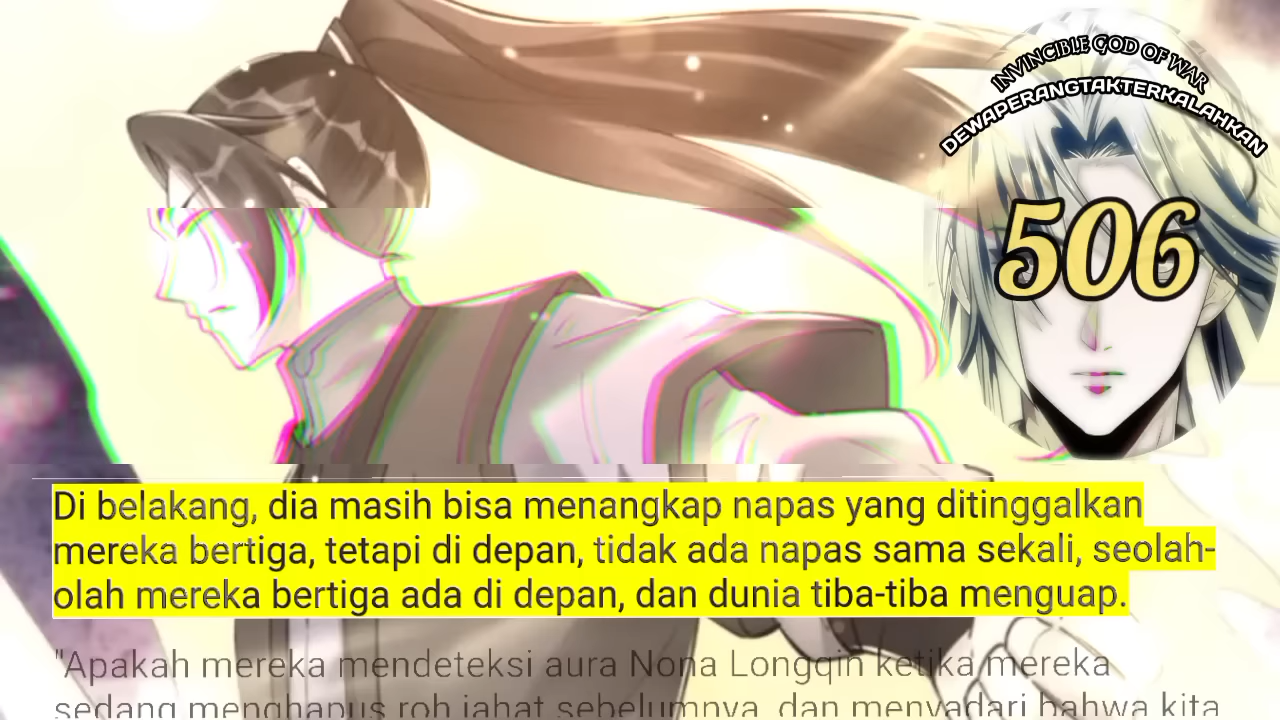 INVINCIBLE GOD OF WAR
DEWAPERANGTAKTERKALAHKAN
506
Di belakang, dia masih bisa menangkap napas yang ditinggalkan
mereka bertiga, tetapi di depan, tidak ada napas sama sekali, seolah-
olah mereka bertiga ada di depan, dan dunia tiba-tiba menguap.
"Apakah mereka mendeteksi aura Nona Longqin ketika mereka
sedang menghapus roh jahat sebelumnya, dan menyadari bahwa kita